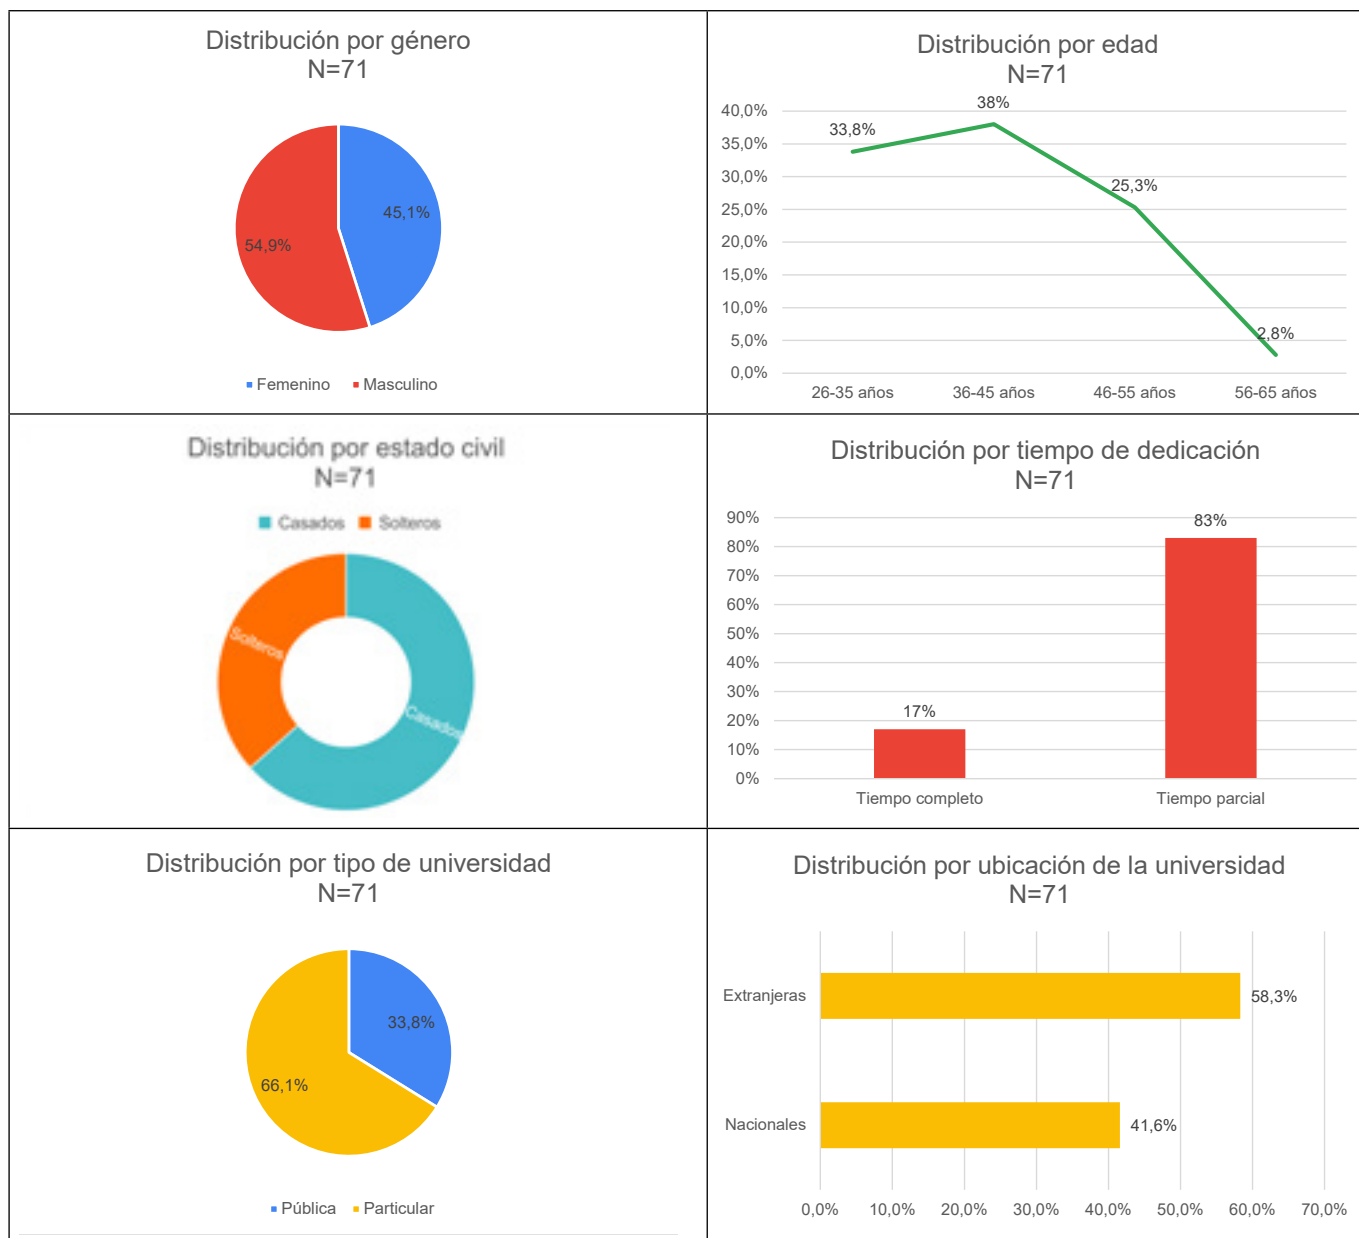 Distribución por género
N=71
45,1%
54,9%
Femenino Masculino
Distribución por edad
N=71
40,0%
35,0%
30,0%
25,0%
20,0%
15,0%
10,0%
5,0%
0,0%
33,8%
38%
25,3%
2,8%
26-35 años 36-45 años 46-55 años 56-65 años
Distribución por estado civil
N=71
Casados Solteros
Solteros
Casados
Distribución por tiempo de dedicación
N=71
90%
80%
70%
60%
50%
40%
30%
20%
10%
0%
17%
83%
Tiempo completo Tiempo parcial
Distribución por tipo de universidad
N=71
33,8%
66,1%
Pública Particular
Distribución por ubicación de la universidad
N=71
Extranjeras 58,3%
Nacionales 41,6%
0,0% 10,0% 20,0% 30,0% 40,0% 50,0% 60,0% 70,0%